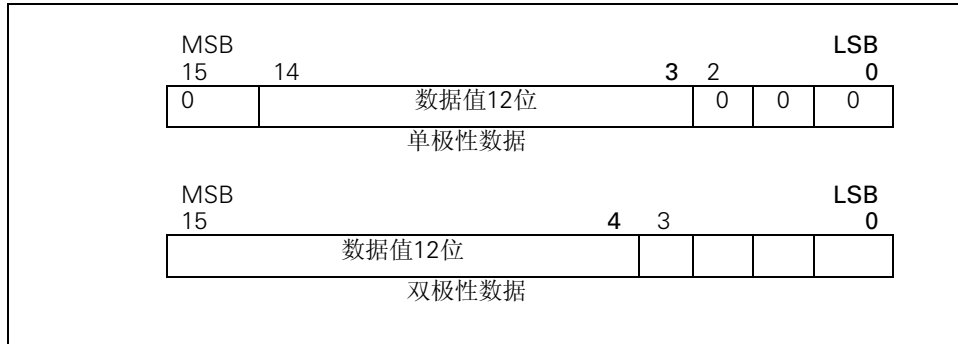 MSB LSB
15 14 3 2 0
0 数据值12位 0 0 0
单极性数据
MSB LSB
15 4 3 0
数据值12位
双极性数据